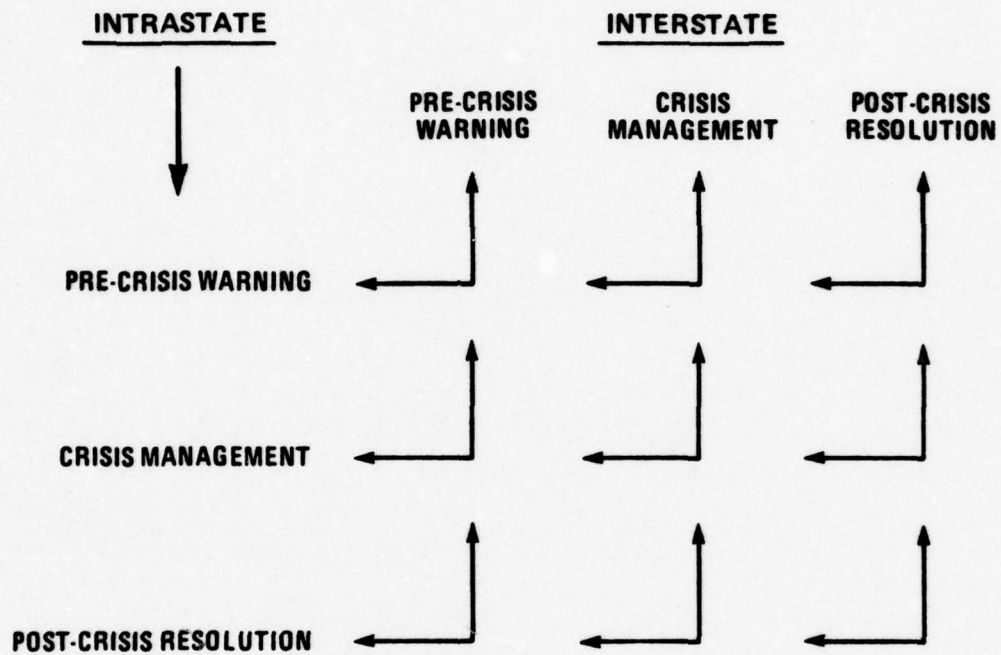 INTRASTATE
INTERSTATE
PRE-CRISIS
WARNING
CRISIS
MANAGEMENT
POST-CRISIS
RESOLUTION
PRE-CRISIS WARNING
CRISIS MANAGEMENT
POST-CRISIS RESOLUTION